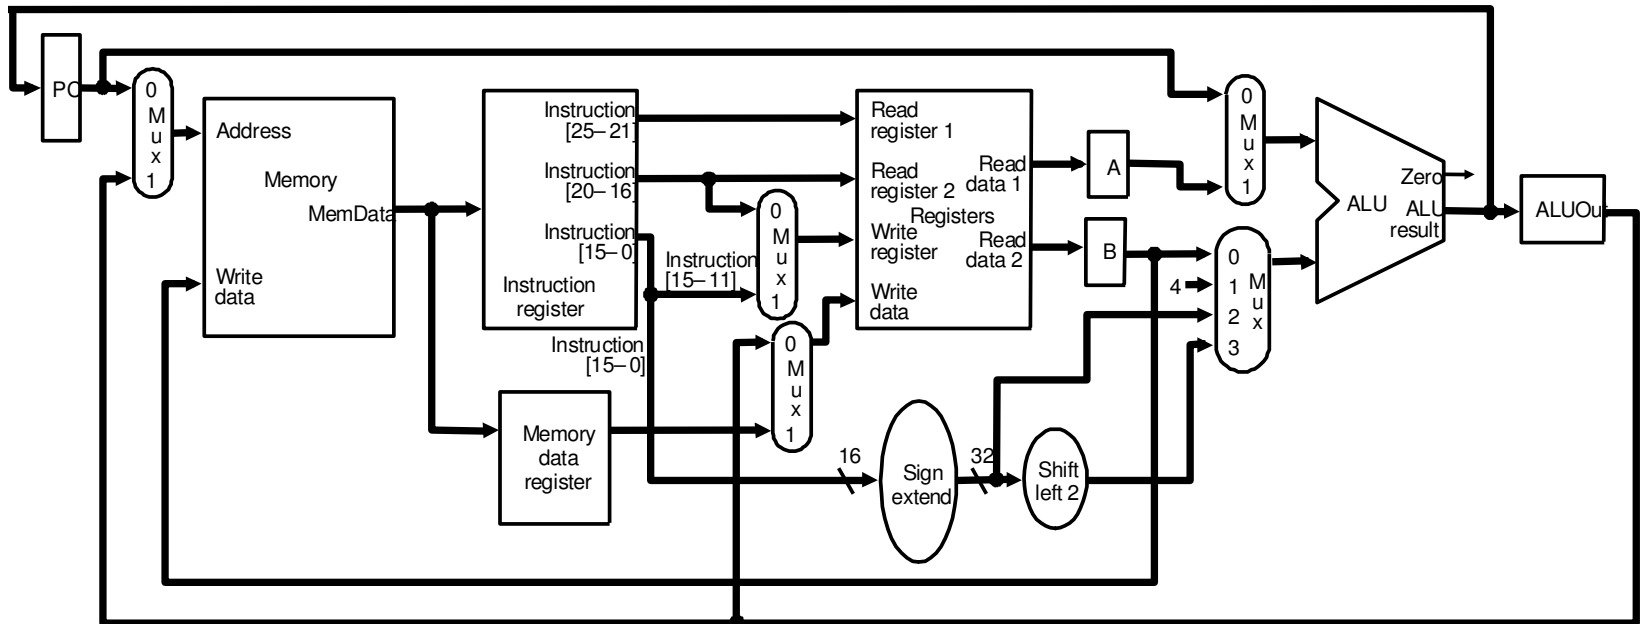 PC
0
M
u
x
1
Address
Memory
MemData
Write
data
Instruction
[25–21]
Instruction
[20–16]
Instruction
[15–0]
Instruction
register
Instruction
[15–0]
Memory
data
register
Instruction
[15–11]
0
M
u
x
1
0
M
u
x
1
Read
register 1
Read
register 2
Registers
Write
register
Write
data
Read
data 1
Read
data 2
16
Sign
extend
32
Shift
left 2
A
B
4
0
M
u
x
1
0
1
2
3
M
u
x
ALU
Zero
ALU
result
ALUOut